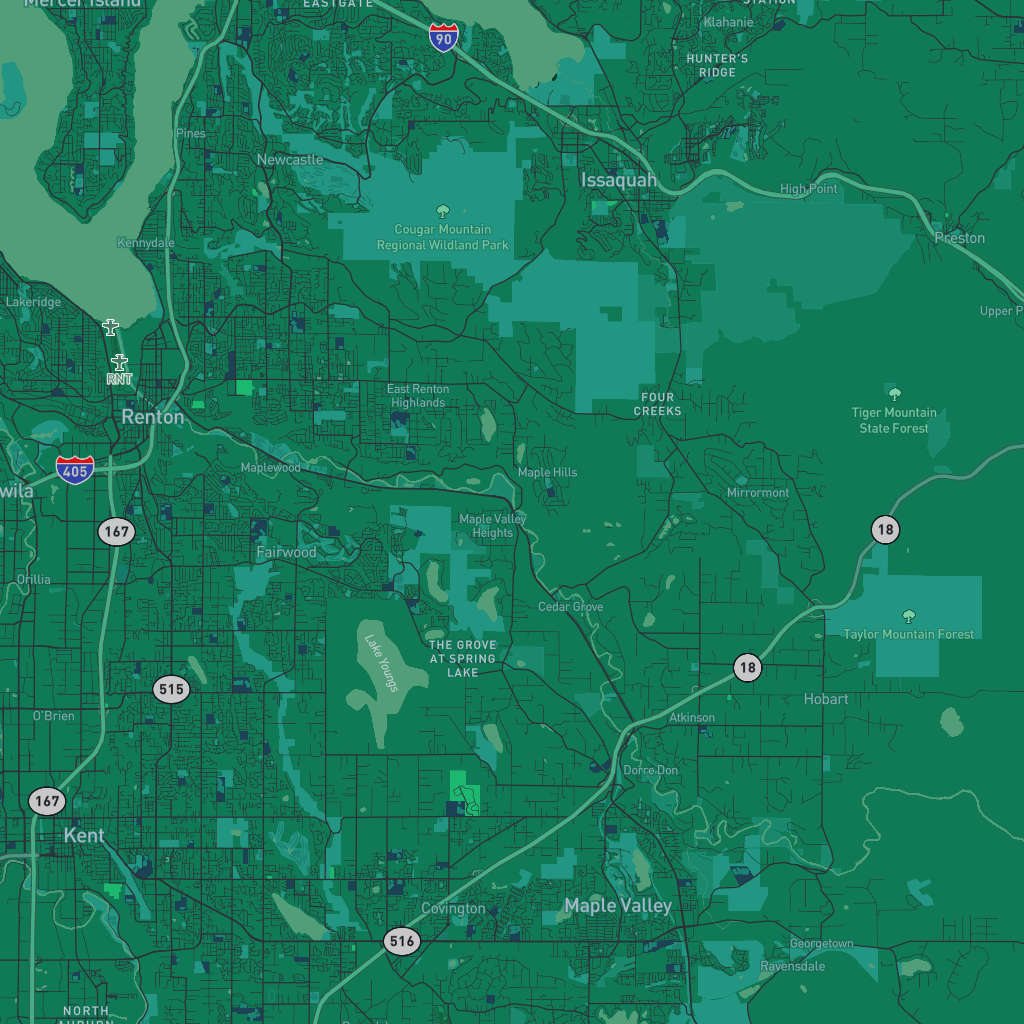 Mercer Island
EASTGATE
STATION
Klahanie
90
HUNTER'S
RIDGE
Pines
Newcastle
Issaquah
High Point
Cougar Mountain
Regional Wildland Park
Kennydale
Preston
Lakeridge
Upper P
RNT
East Renton
Highlands
FOUR
CREEKS
Tiger Mountain
State Forest
Renton
405
Maplewood
Maple Hills
wila
Mirrormont
167
Maple Valley
Heights
18
Fairwood
Orillia
Cedar Grove
Taylor Mountain Forest
THE GROVE
AT SPRING
LAKE
Lake Youngs
18
515
Hobart
O'Brien
Atkinson
Dorre Don
167
Kent
Covington
Maple Valley
516
Georgetown
Ravensdale
NORTH
AUBURN